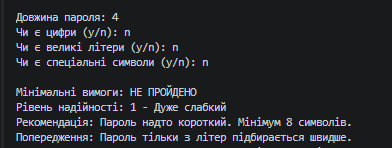 Довжина пароля: 4
Чи є цифри (y/n): n
Чи є великі літери (y/n): n
Чи є спеціальні символи (y/n): n
Мінімальні вимоги: НЕ ПРОЙДЕНО
Рівень надійності: 1 - Дуже слабкий
Рекомендація: Пароль надто короткий. Мінімум 8 символів.
Попередження: Пароль тільки з літер підбирається швидше.